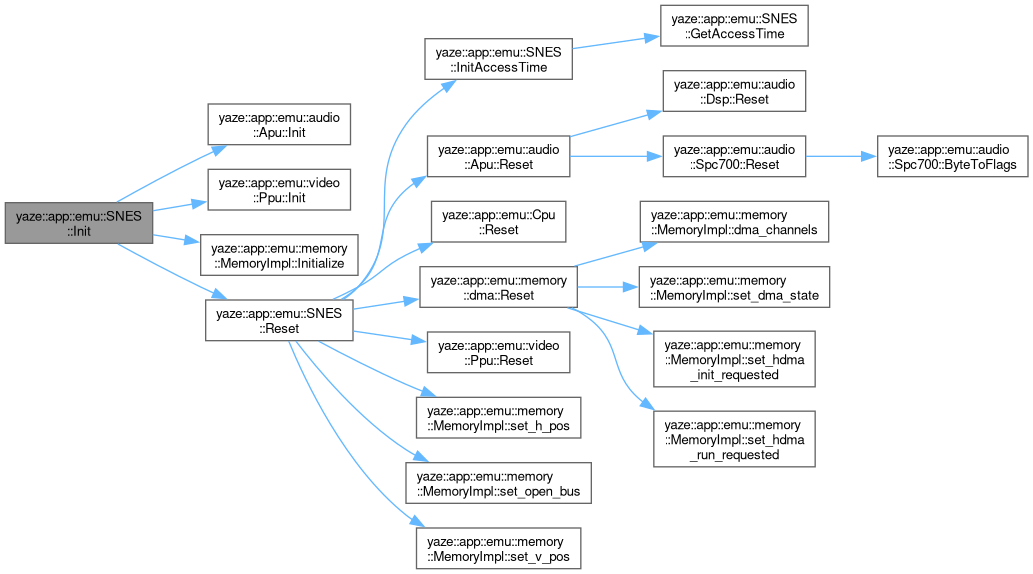 yaze::app::emu::SNES
::Init
yaze::app::emu::audio
::Apu::Init
yaze::app::emu::video
::Ppu::Init
yaze::app::emu::memory
::MemoryImpl::Initialize
yaze::app::emu::SNES
::Reset
yaze::app::emu::SNES
::InitAccessTime
yaze::app::emu::audio
::Apu::Reset
yaze::app::emu::Cpu
::Reset
yaze::app::emu::memory
::dma::Reset
yaze::app::emu::video
::Ppu::Reset
yaze::app::emu::memory
::MemoryImpl::set_h_pos
yaze::app::emu::memory
::MemoryImpl::set_open_bus
yaze::app::emu::memory
::MemoryImpl::set_v_pos
yaze::app::emu::SNES
::GetAccessTime
yaze::app::emu::audio
::Dsp::Reset
yaze::app::emu::audio
::Spc700::Reset
yaze::app::emu::memory
::MemoryImpl::dma_channels
yaze::app::emu::memory
::MemoryImpl::set_dma_state
yaze::app::emu::memory
::MemoryImpl::set_hdma
_init_requested
yaze::app::emu::memory
::MemoryImpl::set_hdma
_run_requested
yaze::app::emu::audio
::Spc700::ByteToFlags